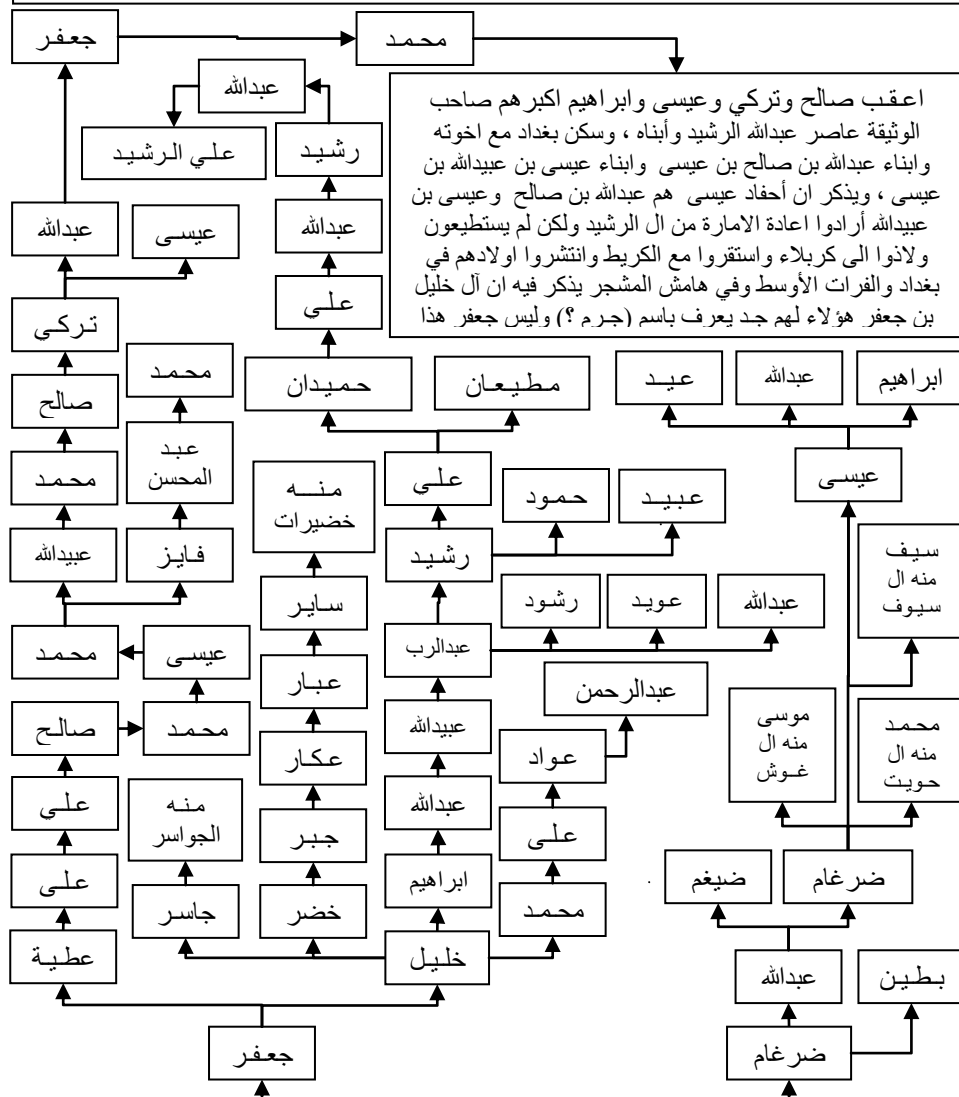 جعفر
محمد
عبدالله
علي الرشيد
رشيد
اعقب صالح وتركي وعيسى وابراهيم اكبرهم صاحب
الوثيقة عاصر عبدالله الرشيد وأبناه ، وسكن بغداد مع اخوته
وابناء عبدالله بن صالح بن عيسى وابناء عيسى بن عبيدالله بن
عيسى ، ويذكر ان أحفاد عيسى هم عبدالله بن صالح وعيسى بن
عبيدالله أرادوا اعادة الامارة من ال الرشيد ولكن لم يستطيعون
ولاذوا الى كربلاء واستقروا مع الكريط وانتشروا اولادهم في
بغداد والفرات الأوسط وفي هامش المشجر يذكر فيه ان آل خليل
بن جعفر هؤلاء لهم جد يعرف باسم (جرم ؟) وليس جعفر هذا
عبدالله
عيسى
عبدالله
علي
تركي
محمد
حميدان
مطيعان
عيد
عبدالله
ابراهيم
صالح
عبد
المحسن
منه
خضيرات
علي
حمود
عبيد
عيسى
محمد
سيف
منه ال
سيوف
عبيدالله
فايز
رشيد
ساير
رشود
عويد
عبدالله
محمد
عيسى
عبار
عبدالرب
عبدالرحمن
صالح
محمد
عكار
عبيدالله
عواد
موسى
منه ال
غوش
محمد
منه ال
حويت
علي
منه
الجواسر
جبر
عبدالله
على
على
جاسر
خضر
ابراهيم
محمد
ضيغم
ضرغام
عطية
خليل
عبدالله
بطين
جعفر
ضرغام